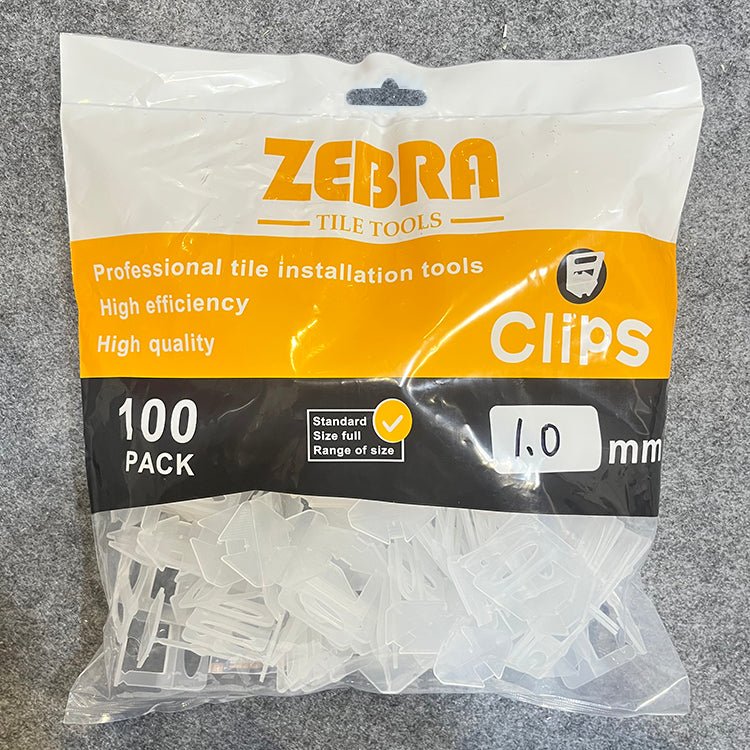 ZEBRA
TILE TOOLS
Professional tile installation tools
High efficiency
High quality
Clips
100
PACK
Standard
Size full
Range of size
1.0 mm